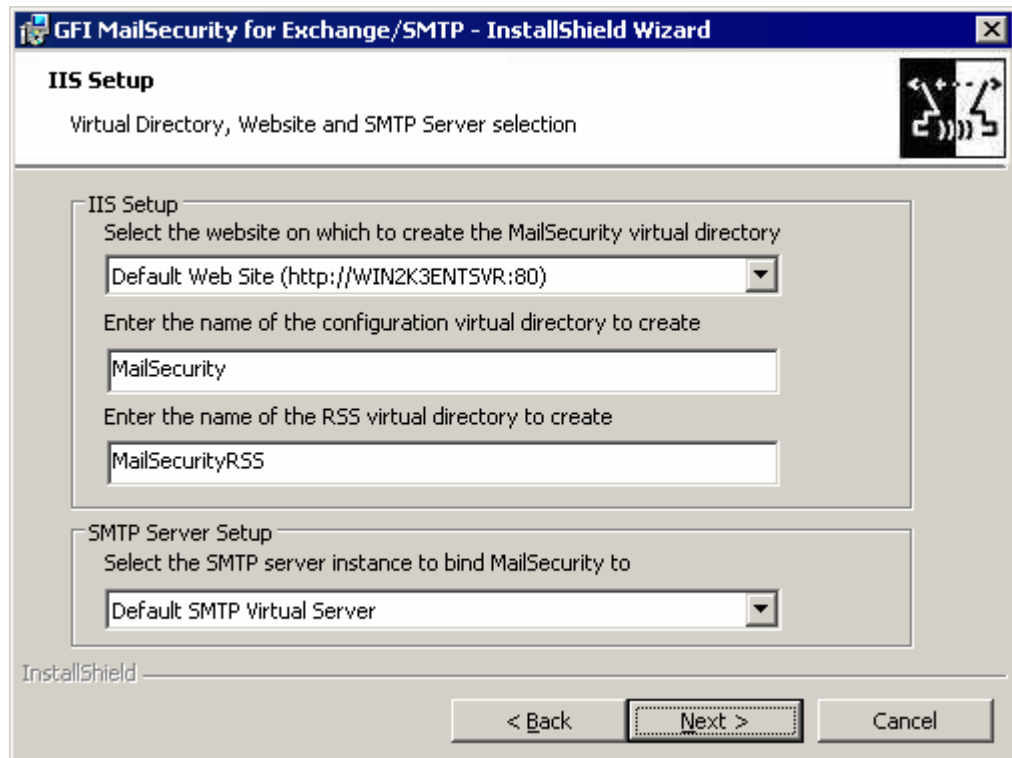 GFI MailSecurity for Exchange/SMTP - InstallShield Wizard
IIS Setup
Virtual Directory, Website and SMTP Server selection
IIS Setup
Select the website on which to create the MailSecurity virtual directory
Default Web Site (http://WIN2K3ENTSVR:80)
Enter the name of the configuration virtual directory to create
MailSecurity
Enter the name of the RSS virtual directory to create
MailSecurityRSS
SMTP Server Setup
Select the SMTP server instance to bind MailSecurity to
Default SMTP Virtual Server
InstallShield
< Back Next > Cancel